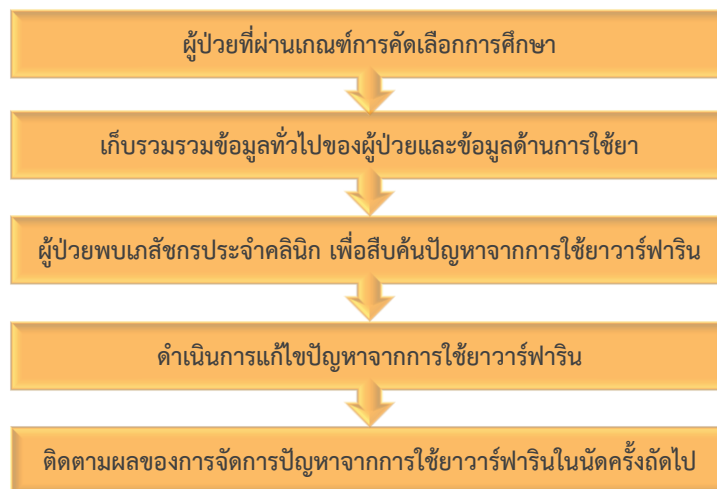 ผู้ป่วยที่ผ่านเกณฑ์การคัดเลือกการศึกษา
เก็บรวมรวมข้อมูลทั่วไปของผู้ป่วยและข้อมูลด้านการใช้ยา
ผู้ป่วยพบเภสัชกรประจำคลินิก เพื่อสืบค้นปัญหาจากการใช้ยาวาร์ฟาริน
ดำเนินการแก้ไขปัญหาจากการใช้ยาวาร์ฟาริน
ติดตามผลของการจัดการปัญหาจากการใช้ยาวาร์ฟารินในนัดครั้งถัดไป